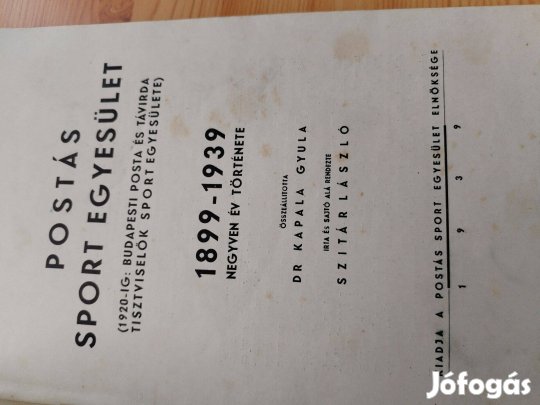 POSTÁS
SPORT EGYESÜLET
(1920-IG: BUDAPESTI POSTA ÉS TÁVIRDA
TISZTVISELŐK SPORT EGYESÜLETE)
1899-1939
NEGYVEN ÉV TÖRTÉNETE
ÖSSZEÁLLÍTOTTA
DR KAPALA GYULA
IRTA ÉS SAJTÓ ALÁ RENDEZTE
SZITÁR LÁSZLÓ
KIADJA A POSTÁS SPORT EGYESÜLET ELNÖKSÉGE
1 9 3 9
Jófogás